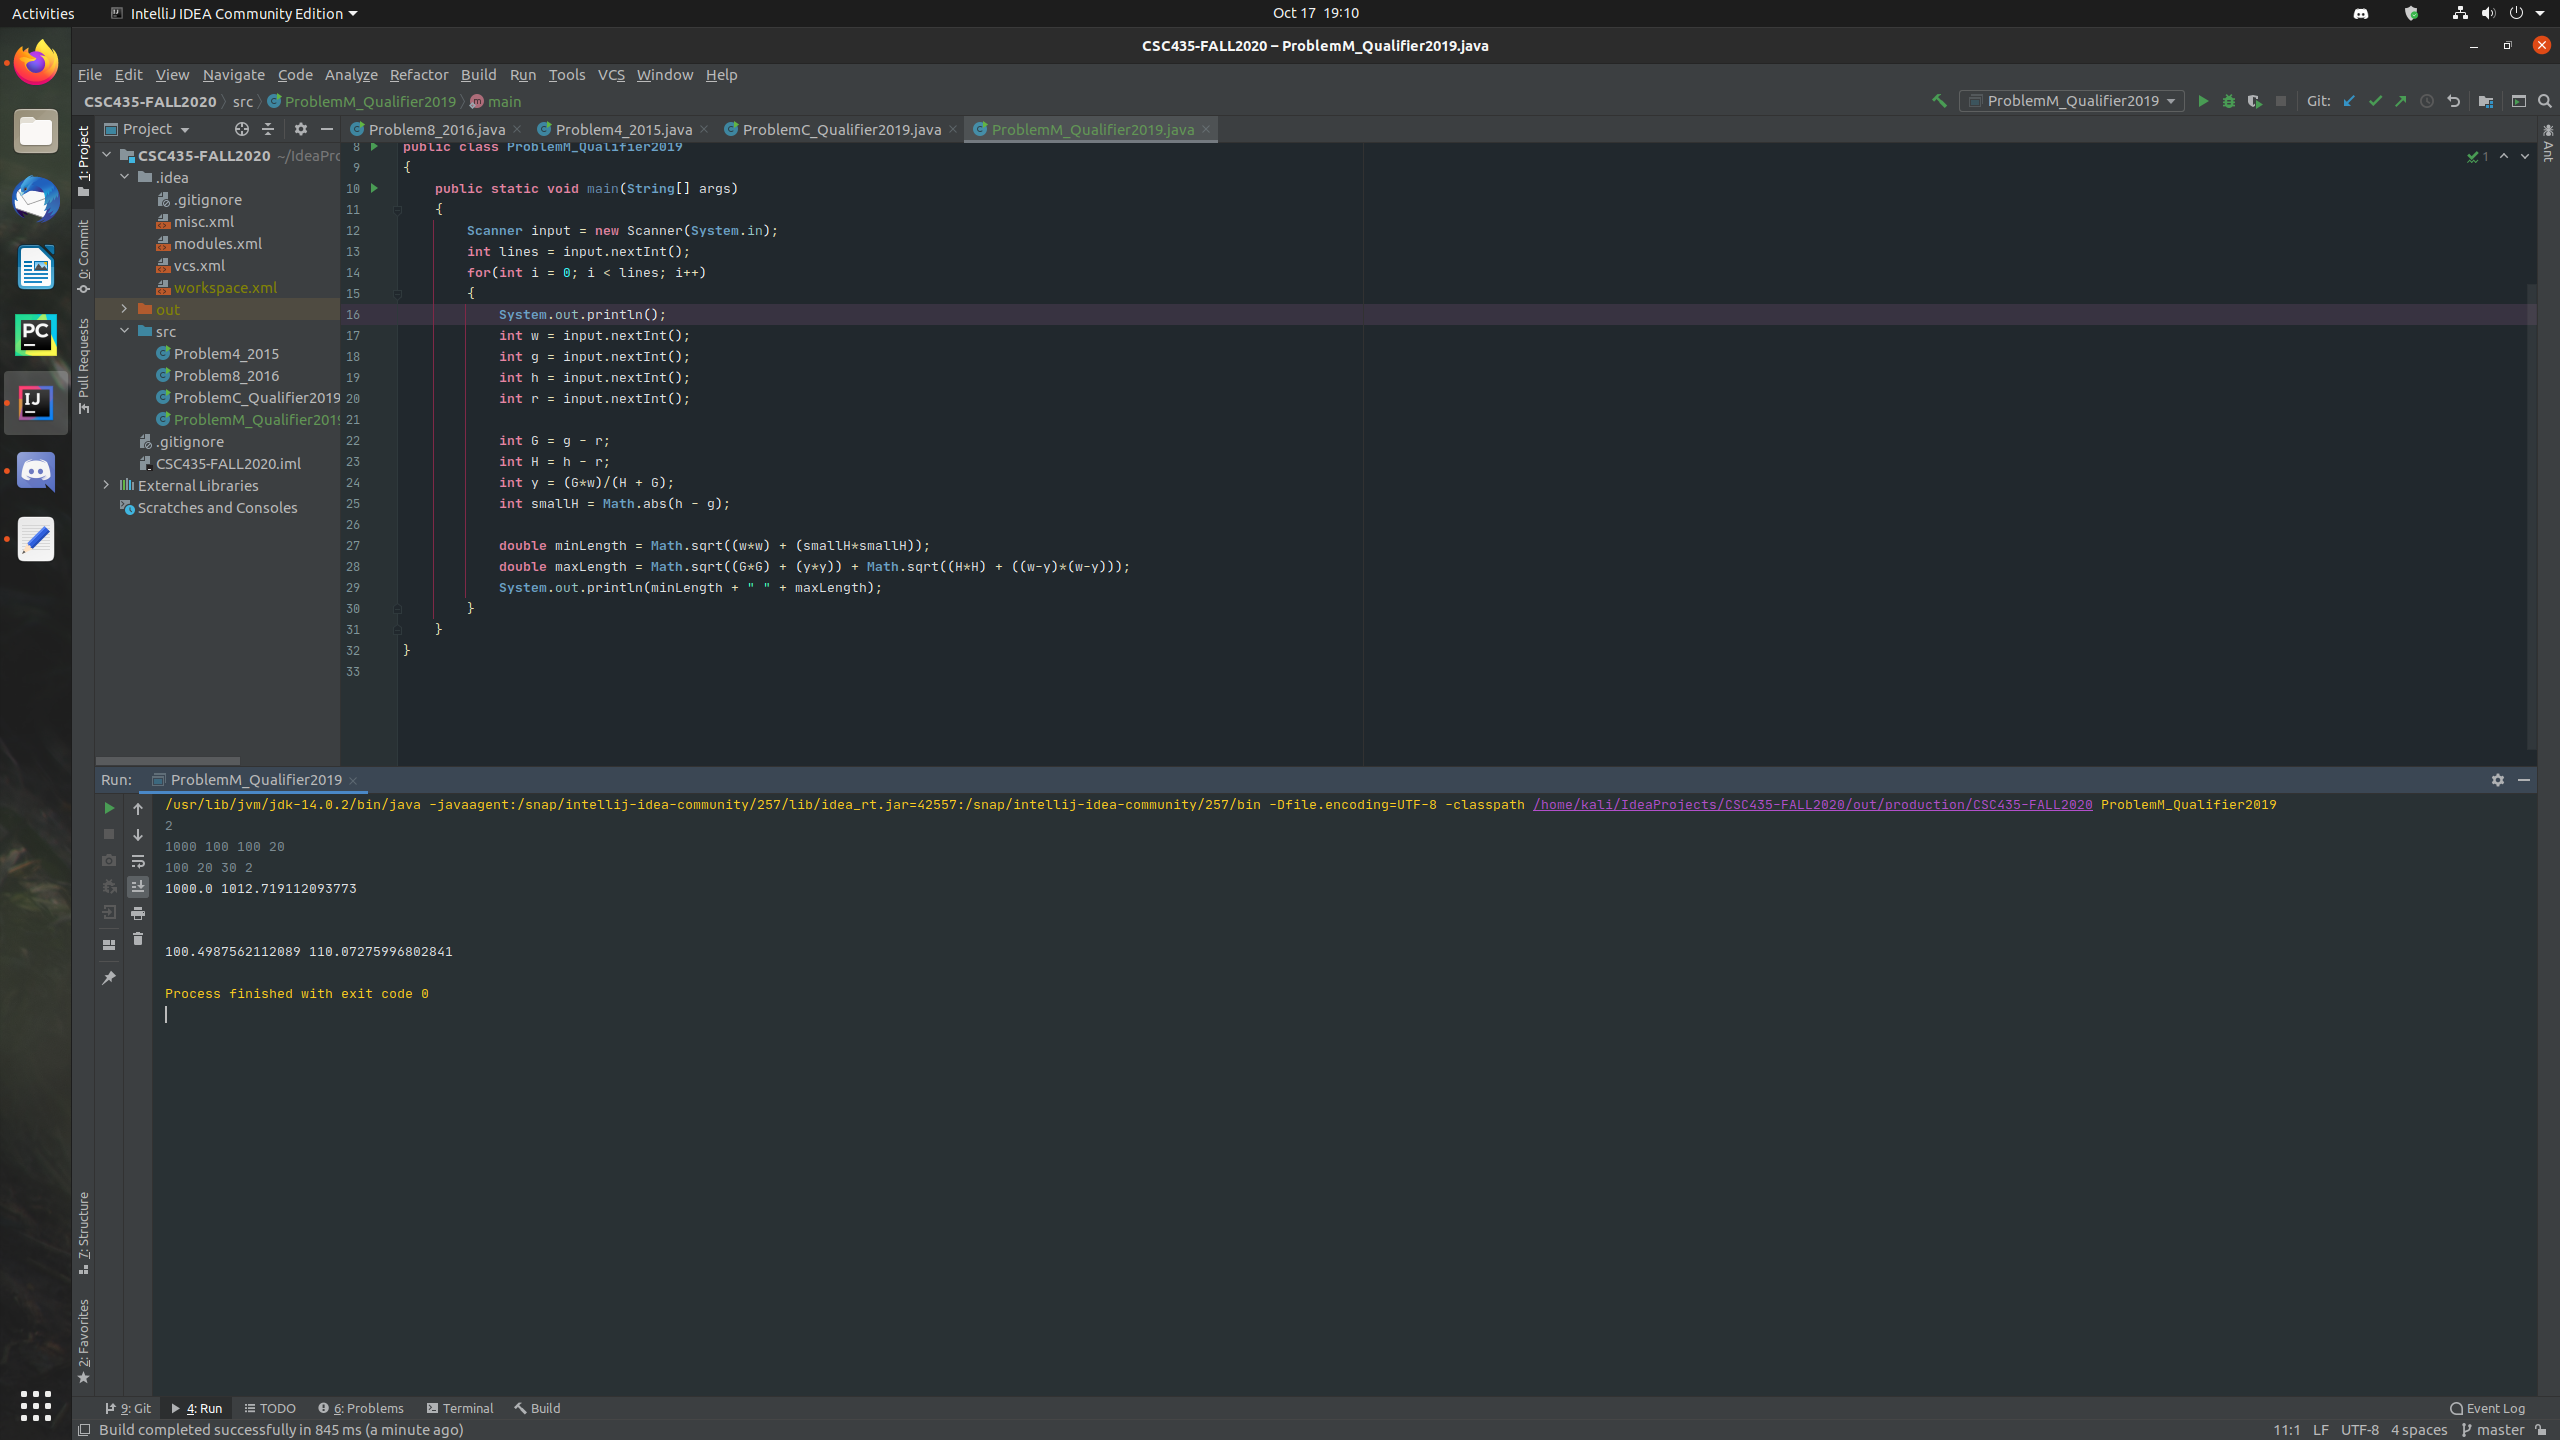 Activities IntelliJ IDEA Community Edition Oct 17 19:10
CSC435-FALL2020 – ProblemM_Qualifier2019.java
File Edit View Navigate Code Analyze Refactor Build Run Tools VCS Window Help
CSC435-FALL2020 src ProblemM_Qualifier2019 main ProblemM_Qualifier2019 Git:
Project Problem8_2016.java Problem4_2015.java ProblemC_Qualifier2019.java ProblemM_Qualifier2019.java
1: Project
0: Commit
Pull Requests
7: Structure
2: Favorites
Ant
CSC435-FALL2020 ~/IdeaPro
.idea
.gitignore
misc.xml
modules.xml
vcs.xml
workspace.xml
out
src
Problem4_2015
Problem8_2016
ProblemC_Qualifier2019
ProblemM_Qualifier2019
.gitignore
CSC435-FALL2020.iml
External Libraries
Scratches and Consoles
1
8 public class ProblemM_Qualifier2019
9 {
10 public static void main(String[] args)
11 {
12 Scanner input = new Scanner(System.in);
13 int lines = input.nextInt();
14 for(int i = 0; i < lines; i++)
15 {
16 System.out.println();
17 int w = input.nextInt();
18 int g = input.nextInt();
19 int h = input.nextInt();
20 int r = input.nextInt();
21
22 int G = g - r;
23 int H = h - r;
24 int y = (G*w)/(H + G);
25 int smallH = Math.abs(h - g);
26
27 double minLength = Math.sqrt((w*w) + (smallH*smallH));
28 double maxLength = Math.sqrt((G*G) + (y*y)) + Math.sqrt((H*H) + ((w-y)*(w-y)));
29 System.out.println(minLength + " " + maxLength);
30 }
31 }
32 }
33
Run: ProblemM_Qualifier2019
/usr/lib/jvm/jdk-14.0.2/bin/java -javaagent:/snap/intellij-idea-community/257/lib/idea_rt.jar=42557:/snap/intellij-idea-community/257/bin -Dfile.encoding=UTF-8 -classpath /home/kali/IdeaProjects/CSC435-FALL2020/out/production/CSC435-FALL2020 ProblemM_Qualifier2019
2
1000 100 100 20
100 20 30 2
1000.0 1012.719112093773
100.4987562112089 110.07275996802841
Process finished with exit code 0
9: Git 4: Run TODO 6: Problems Terminal Build Event Log
Build completed successfully in 845 ms (a minute ago) 11:1 LF UTF-8 4 spaces master
PC
IJ